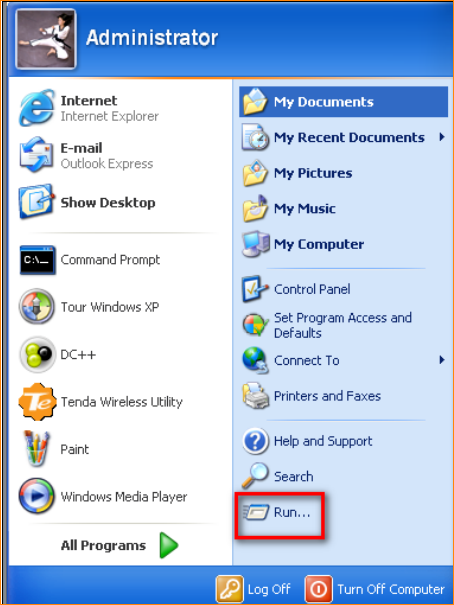 Administrator
Internet
Internet Explorer
E-mail
Outlook Express
Show Desktop
C:\_
Command Prompt
Tour Windows XP
DC++
Te
Tenda Wireless Utility
Paint
Windows Media Player
All Programs
My Documents
My Recent Documents
My Pictures
My Music
My Computer
Control Panel
Set Program Access and
Defaults
Connect To
Printers and Faxes
Help and Support
Search
Run...
Log Off
Turn Off Computer